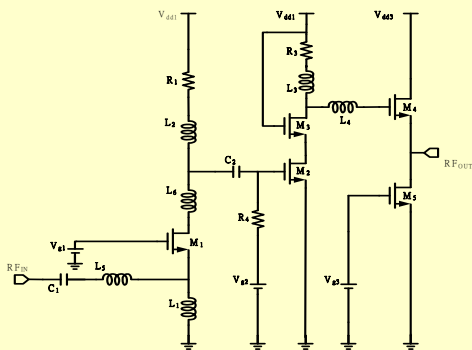 Vdd1 Vdd1 Vdd3
R1 R3
L3
L2 L4 M4
M3
C2 RFOUT
M2
L6 M5
R4
Vg1 M1
RFIN L5 Vg2 Vg3
C1 L1